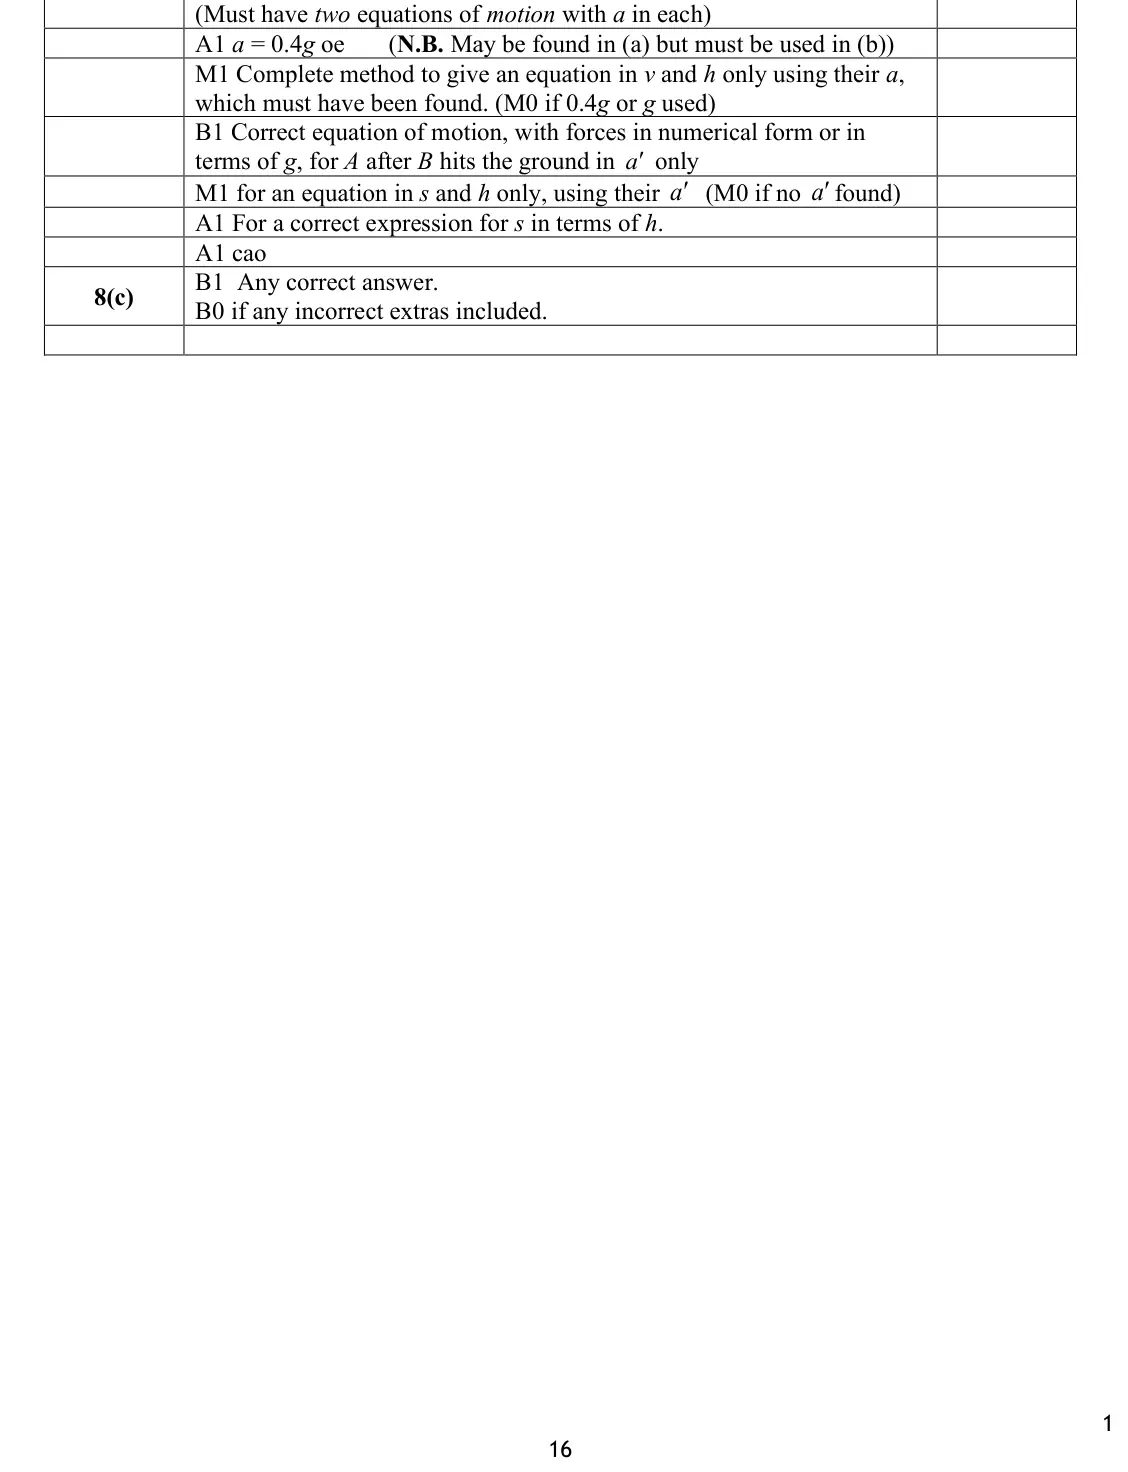 (Must have two equations of motion with a in each)
A1 a = 0.4g oe (N.B. May be found in (a) but must be used in (b))
M1 Complete method to give an equation in v and h only using their a,
which must have been found. (M0 if 0.4g or g used)
B1 Correct equation of motion, with forces in numerical form or in
terms of g, for A after B hits the ground in a′ only
M1 for an equation in s and h only, using their a′ (M0 if no a′ found)
A1 For a correct expression for s in terms of h.
A1 cao
8(c)
B1 Any correct answer.
B0 if any incorrect extras included.
1
16